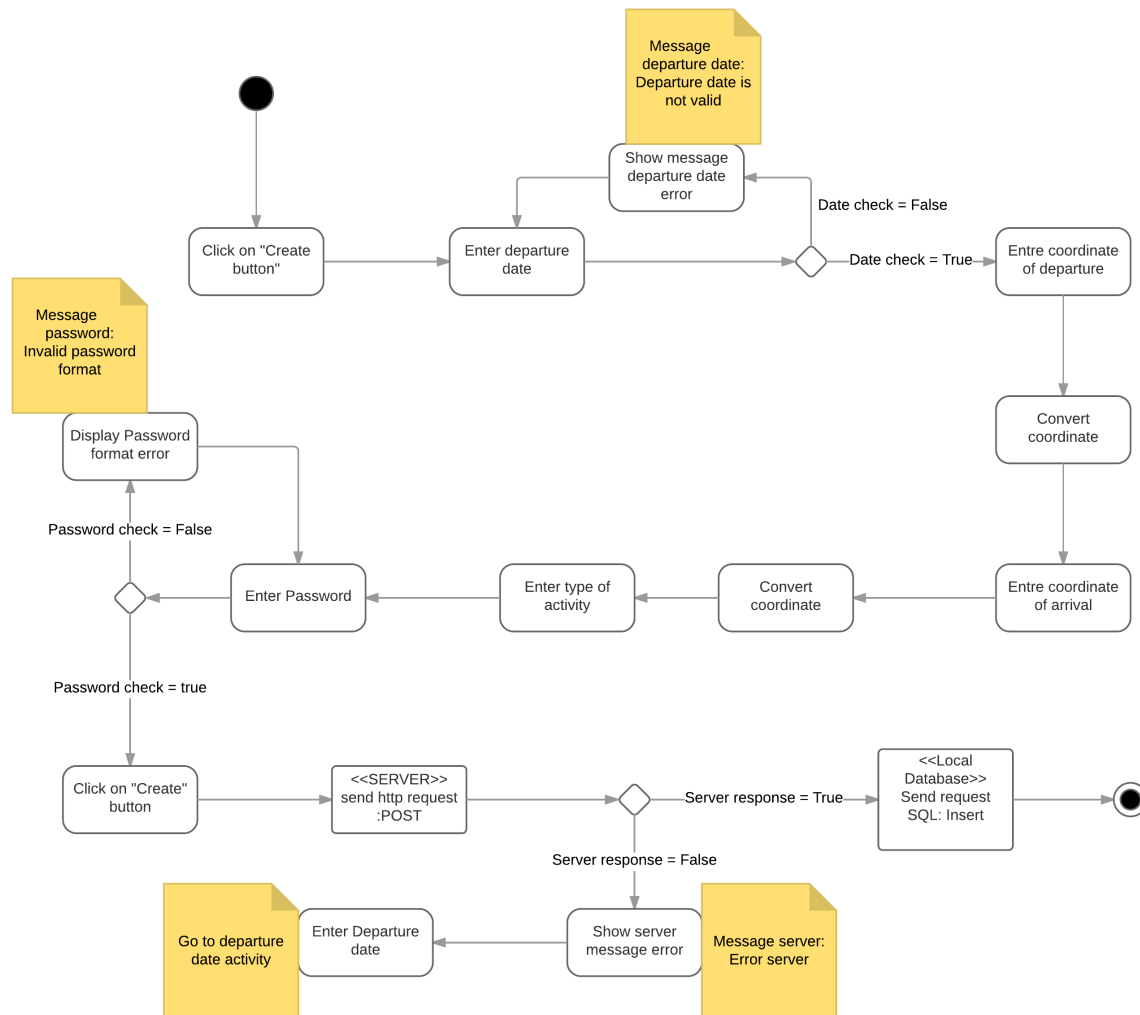 Message
departure date:
Departure date is
not valid
Show message
departure date
error
Date check = False
Click on "Create
button"
Enter departure
date
Date check = True
Entre coordinate
of departure
Message
password:
Invalid password
format
Display Password
format error
Convert
coordinate
Password check = False
Enter Password
Enter type of
activity
Convert
coordinate
Entre coordinate
of arrival
Password check = true
Click on "Create"
button
<<SERVER>>
send http request
:POST
Server response = True
<<Local
Database>>
Send request
SQL: Insert
Server response = False
Go to departure
date activity
Enter Departure
date
Show server
message error
Message server:
Error server